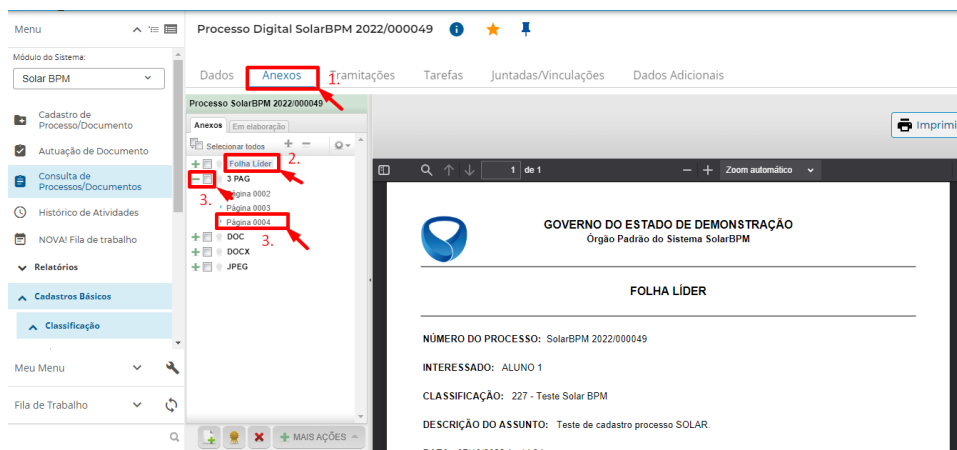 Menu
Módulo do Sistema:
Solar BPM
Cadastro de
Processo/Documento
Autuação de Documento
Consulta de
Processos/Documentos
Histórico de Atividades
NOVA! Fila de trabalho
Relatórios
Cadastros Básicos
Classificação
Meu Menu
Fila de Trabalho
Processo Digital SolarBPM 2022/000049
Dados Anexos Tramitações Tarefas Juntadas/Vinculações Dados Adicionais
1.
Processo SolarBPM 2022/000049
Anexos Em elaboração
Selecionar todos
Folha Líder
2.
3 PAG
3.
Página 0002
Página 0003
Página 0004
3.
DOC
DOCX
JPEG
+ MAIS AÇÕES
Imprimi
1 de 1
Zoom automático
GOVERNO DO ESTADO DE DEMONSTRAÇÃO
Órgão Padrão do Sistema SolarBPM
FOLHA LÍDER
NÚMERO DO PROCESSO: SolarBPM 2022/000049
INTERESSADO: ALUNO 1
CLASSIFICAÇÃO: 227 - Teste Solar BPM
DESCRIÇÃO DO ASSUNTO: Teste de cadastro processo SOLAR.